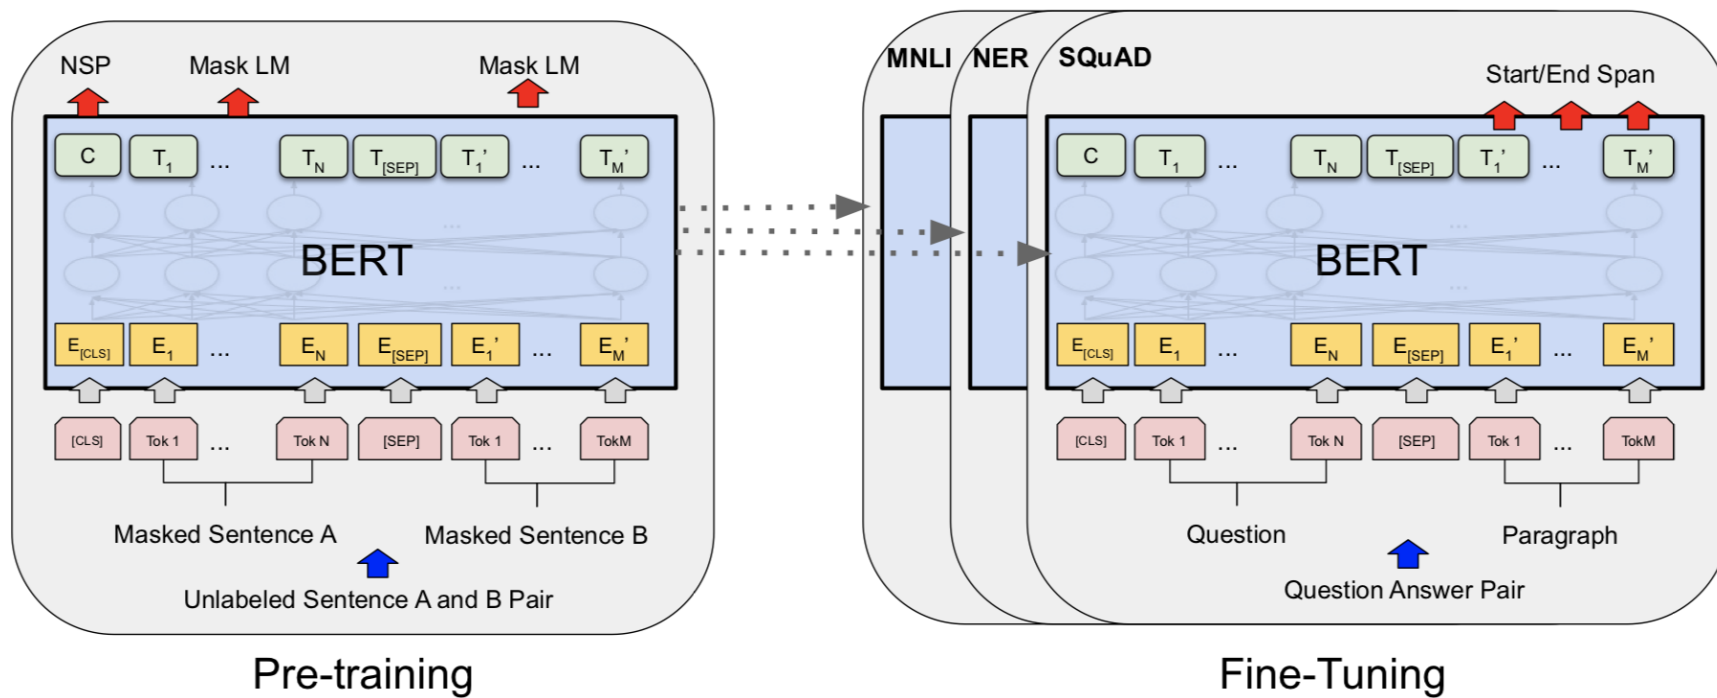 NSP Mask LM Mask LM
C T1 ... TN T[SEP] T1’ ... TM’
...
BERT
...
E[CLS] E1 ... EN E[SEP] E1’ ... EM’
[CLS] Tok 1 ... Tok N [SEP] Tok 1 ... TokM
Masked Sentence A Masked Sentence B
Unlabeled Sentence A and B Pair
Pre-training
MNLI NER SQuAD
Start/End Span
C T1 ... TN T[SEP] T1’ ... TM’
...
BERT
...
E[CLS] E1 ... EN E[SEP] E1’ ... EM’
[CLS] Tok 1 ... Tok N [SEP] Tok 1 ... TokM
Question Paragraph
Question Answer Pair
Fine-Tuning